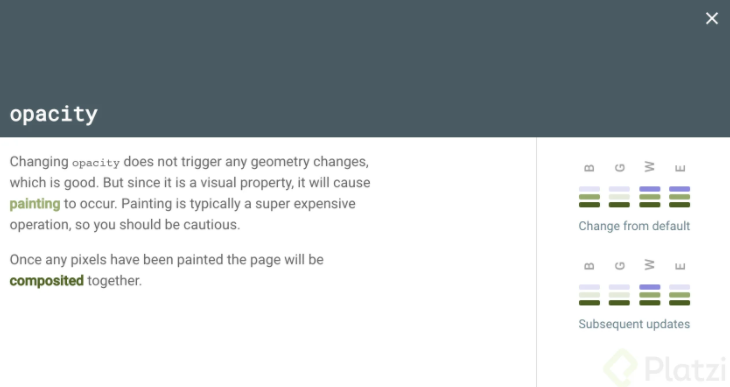 opacity
Changing opacity does not trigger any geometry changes,
which is good. But since it is a visual property, it will cause
painting to occur. Painting is typically a super expensive
operation, so you should be cautious.
Once any pixels have been painted the page will be
composited together.
B G W E
Change from default
B G W E
Subsequent updates
Platzi